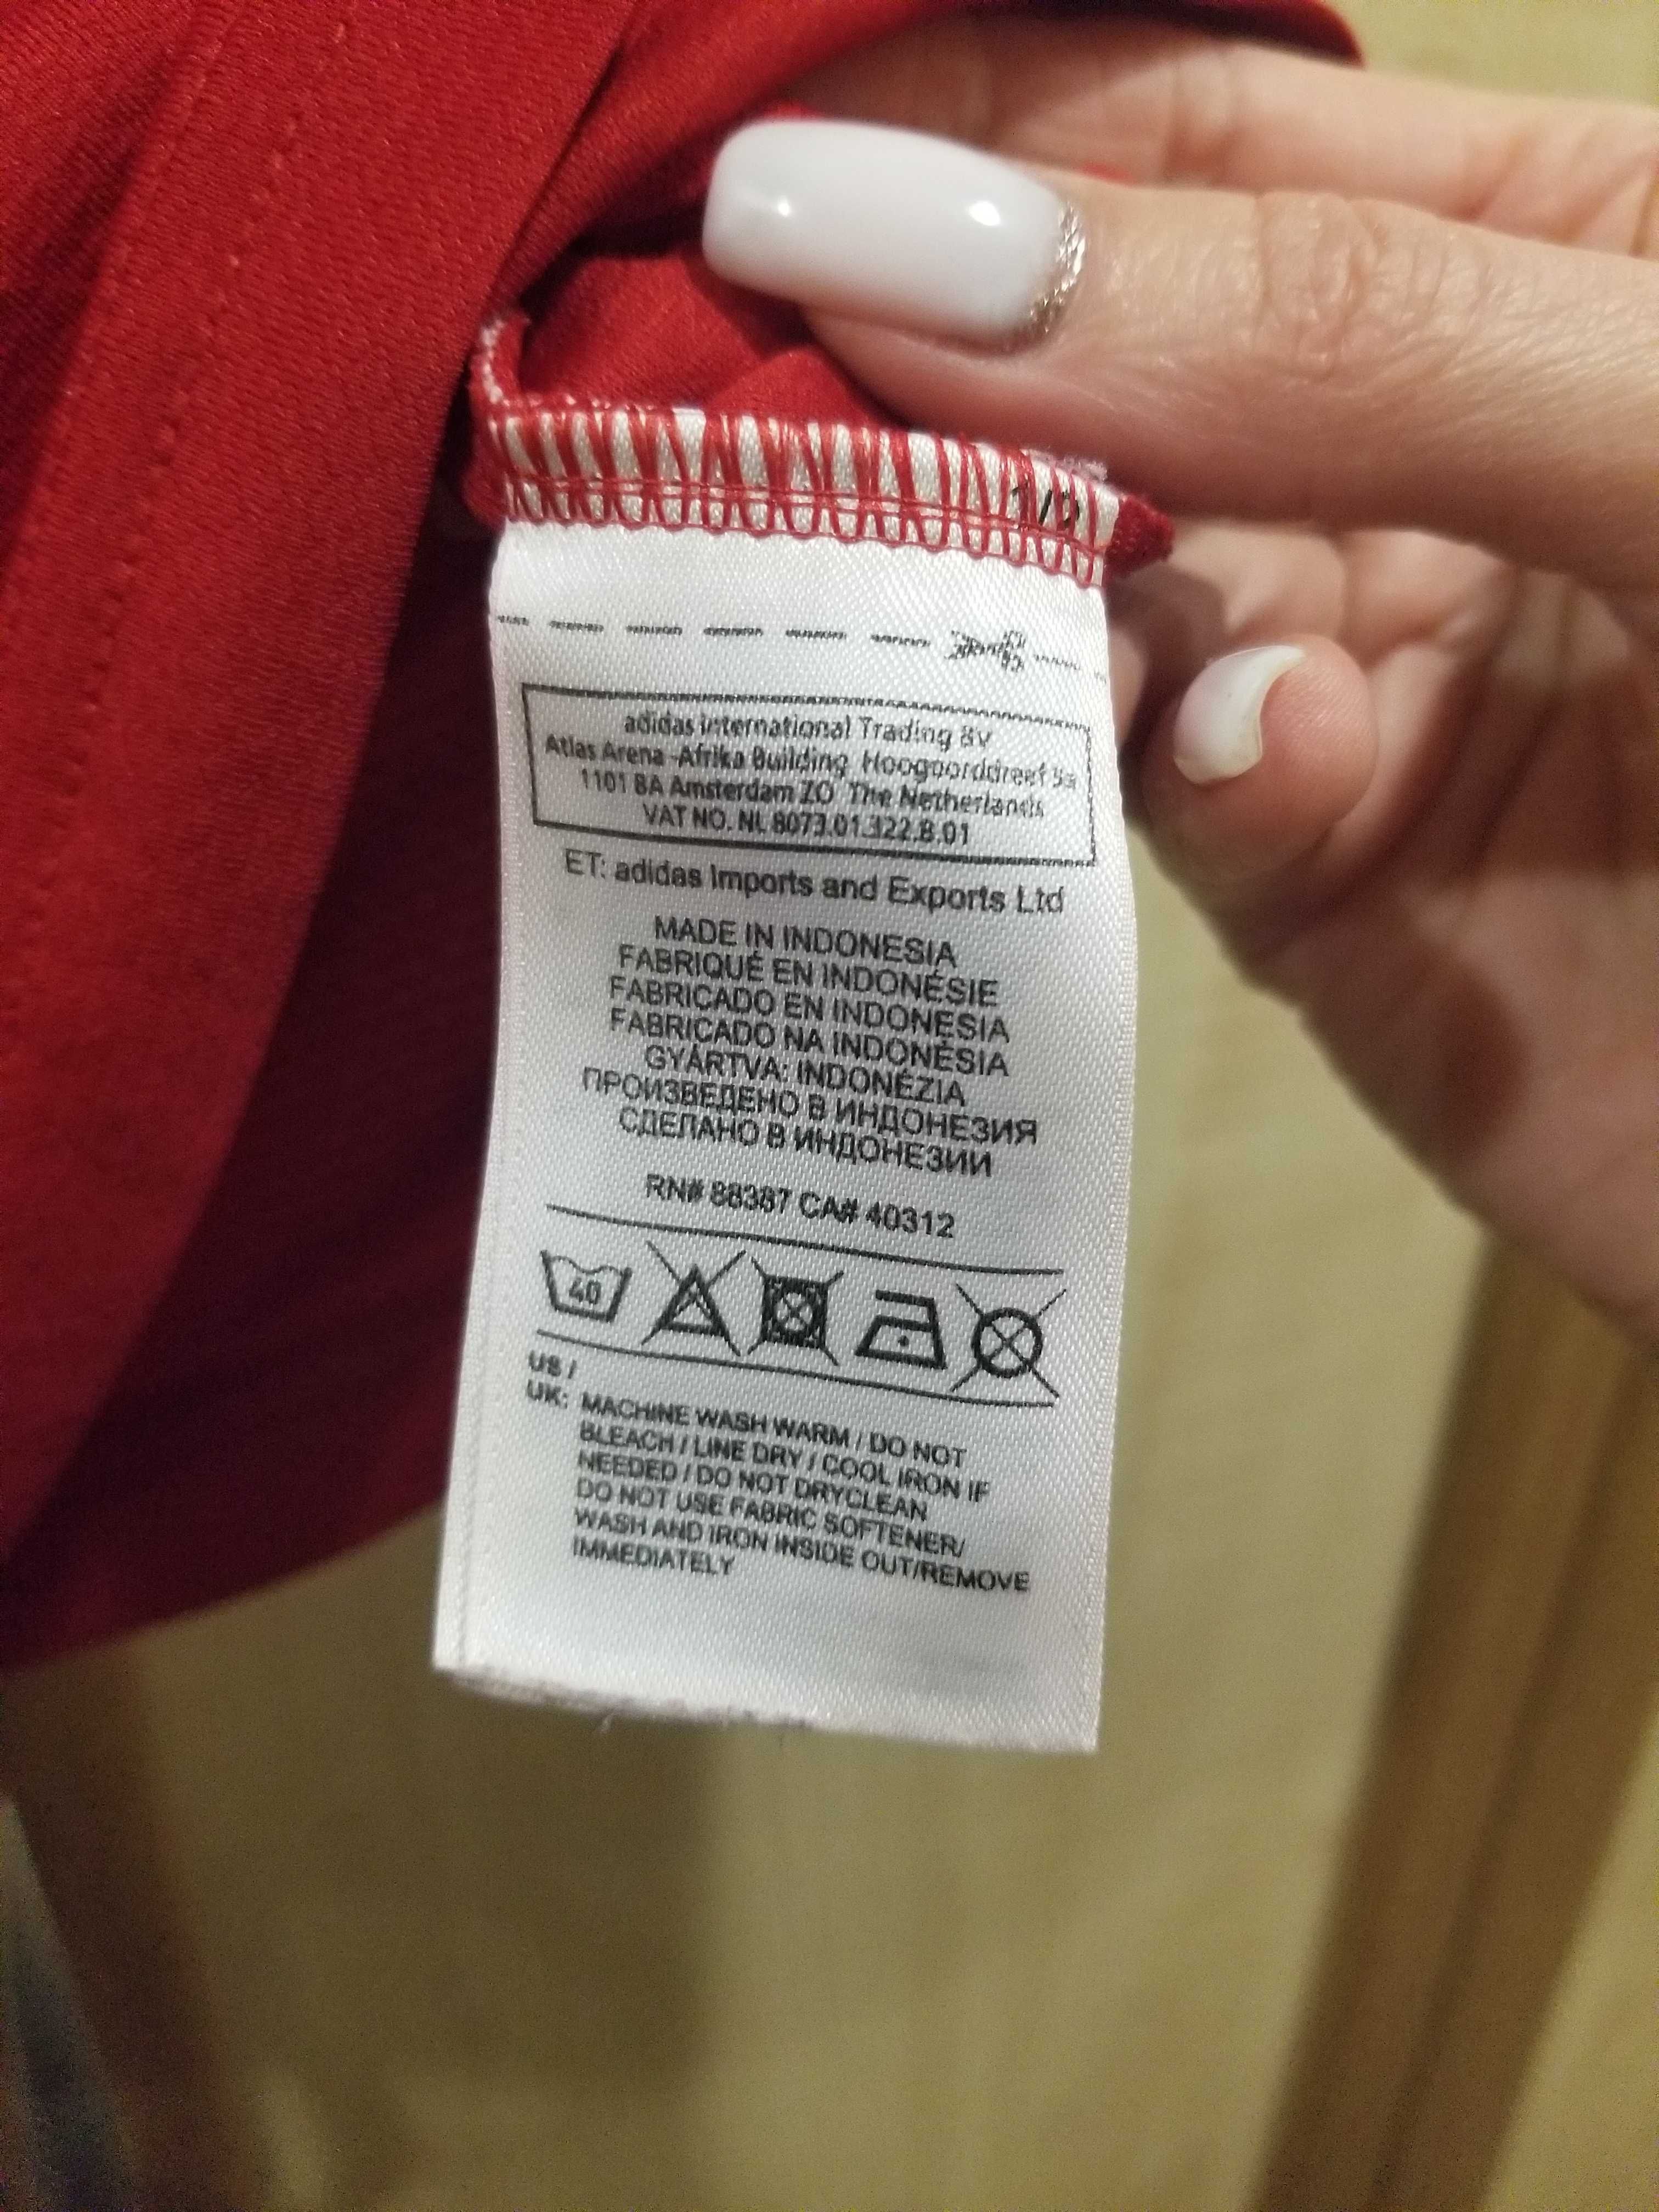 adidas International Trading BV
Atlas Arena -Afrika Building Hoogoorddreef 9a
1101 BA Amsterdam ZO The Netherlands
VAT NO. NL 8073.01.322.B.01
ET: adidas Imports and Exports Ltd
MADE IN INDONESIA
FABRIQUÉ EN INDONÉSIE
FABRICADO EN INDONESIA
FABRICADO NA INDONÉSIA
GYÁRTVA: INDONÉZIA
ПРОИЗВЕДЕНО В ИНДОНЕЗИЯ
СДЕЛАНО В ИНДОНЕЗИИ
RN# 88387 CA# 40312
40
US /
UK: MACHINE WASH WARM / DO NOT
BLEACH / LINE DRY / COOL IRON IF
NEEDED / DO NOT DRYCLEAN
DO NOT USE FABRIC SOFTENER/
WASH AND IRON INSIDE OUT/REMOVE
IMMEDIATELY